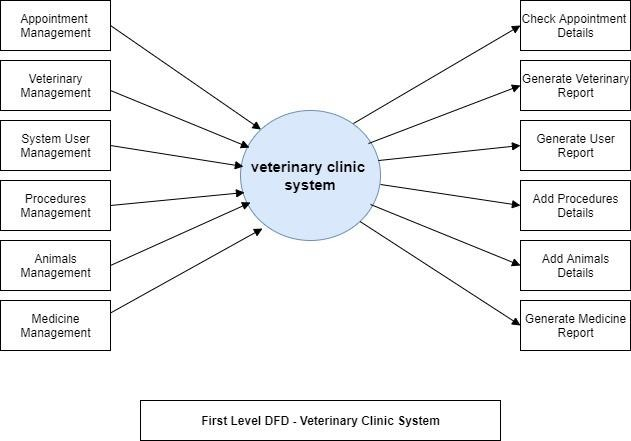 Appointment
Management
Veterinary
Management
System User
Management
Procedures
Management
Animals
Management
Medicine
Management
veterinary clinic
system
Check Appointment
Details
Generate Veterinary
Report
Generate User
Report
Add Procedures
Details
Add Animals
Details
Generate Medicine
Report
First Level DFD - Veterinary Clinic System